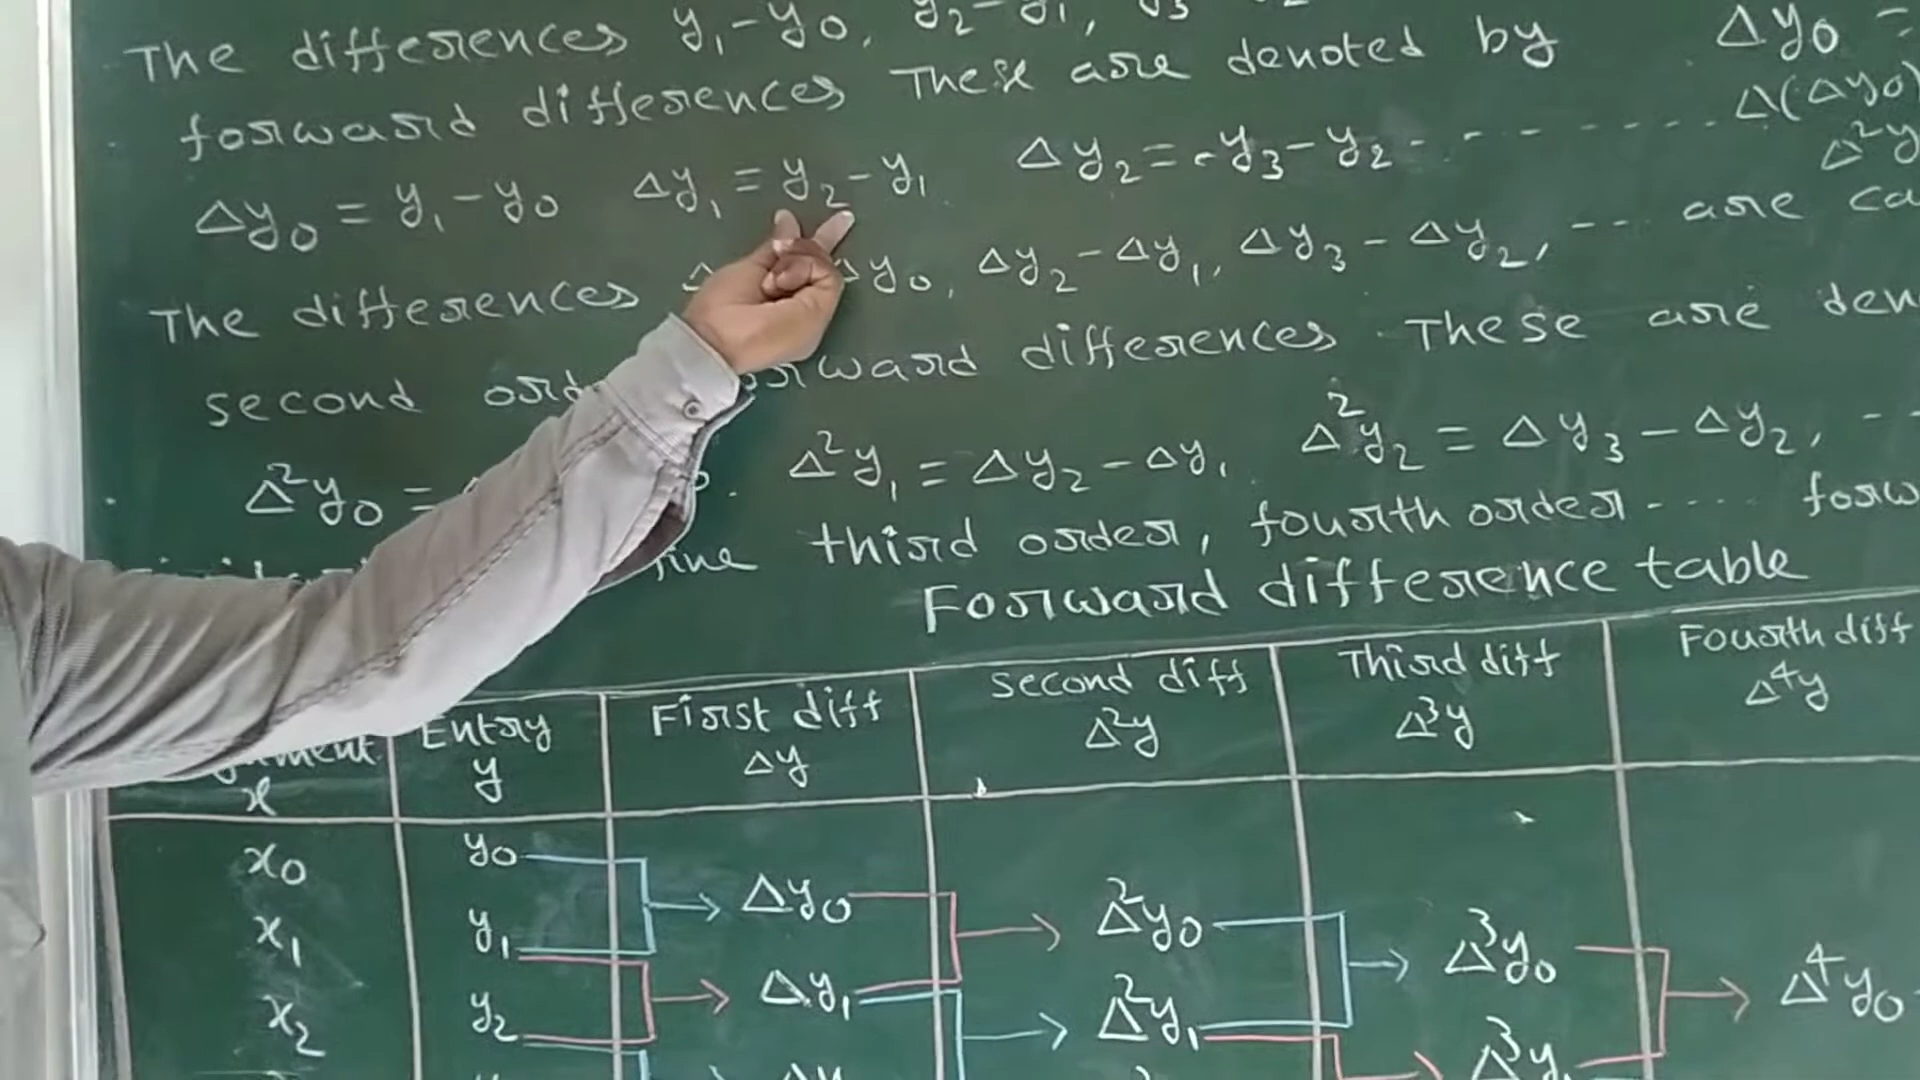 The differences y₁-y₀, y₂-y₁,
forward differences These are denoted by Δy₀ =
Δ(Δy₀)
Δy₀ = y₁-y₀ Δy₁ = y₂-y₁ Δy₂ = -y₃-y₂ - - - - - - Δ²y
The differences Δy₀, Δy₂-Δy₁, Δy₃-Δy₂, --- are
second forward differences These are
Δ²y₀ = Δ²y₁ = Δy₂-Δy₁ Δ²y₂ = Δy₃-Δy₂, --
third order, fourth order - - - -
Forward difference table
x Entry y First diff Δy Second diff Δ²y Third diff Δ³y Fourth diff Δ⁴y
x₀ y₀
Δy₀
x₁ y₁ Δ²y₀
Δy₁ Δ³y₀
x₂ y₂ Δ²y₁ Δ⁴y₀
Δ³y₁